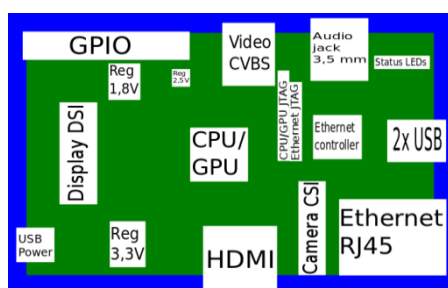 GPIO
Video
CVBS
Audio
jack
3,5 mm
Status LEDs
Reg
1,8V
Reg
2,5V
CPU/GPU JTAG
Ethernet JTAG
Display DSI
CPU/
GPU
Ethernet
controller
2x USB
USB
Power
Reg
3,3V
HDMI
Camera CSI
Ethernet
RJ45